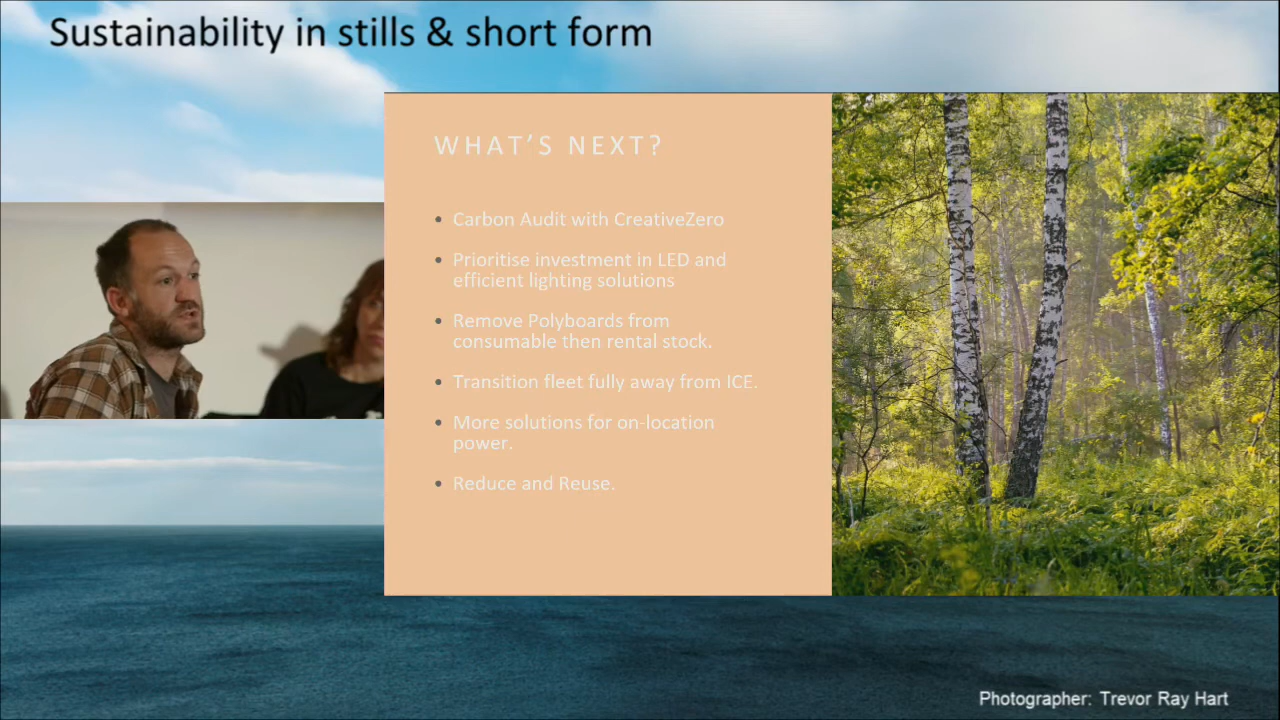 Sustainability in stills & short form
WHAT'S NEXT?
• Carbon Audit with CreativeZero
• Prioritise investment in LED and
efficient lighting solutions
• Remove Polyboards from
consumable then rental stock.
• Transition fleet fully away from ICE.
• More solutions for on-location
power.
• Reduce and Reuse.
Photographer: Trevor Ray Hart